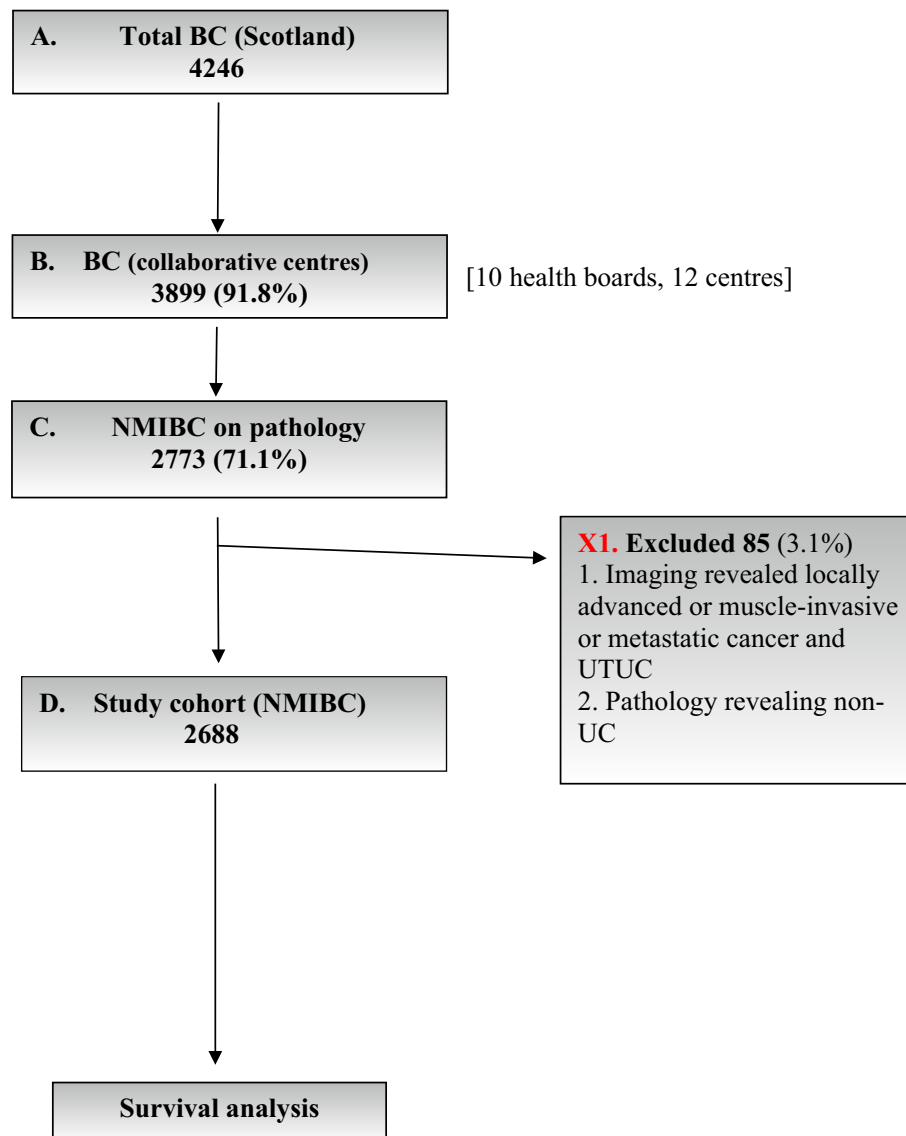 A. Total BC (Scotland)
4246
B. BC (collaborative centres)
3899 (91.8%)
[10 health boards, 12 centres]
C. NMIBC on pathology
2773 (71.1%)
X1. Excluded 85 (3.1%)
1. Imaging revealed locally
advanced or muscle-invasive
or metastatic cancer and
UTUC
2. Pathology revealing non-
UC
D. Study cohort (NMIBC)
2688
Survival analysis